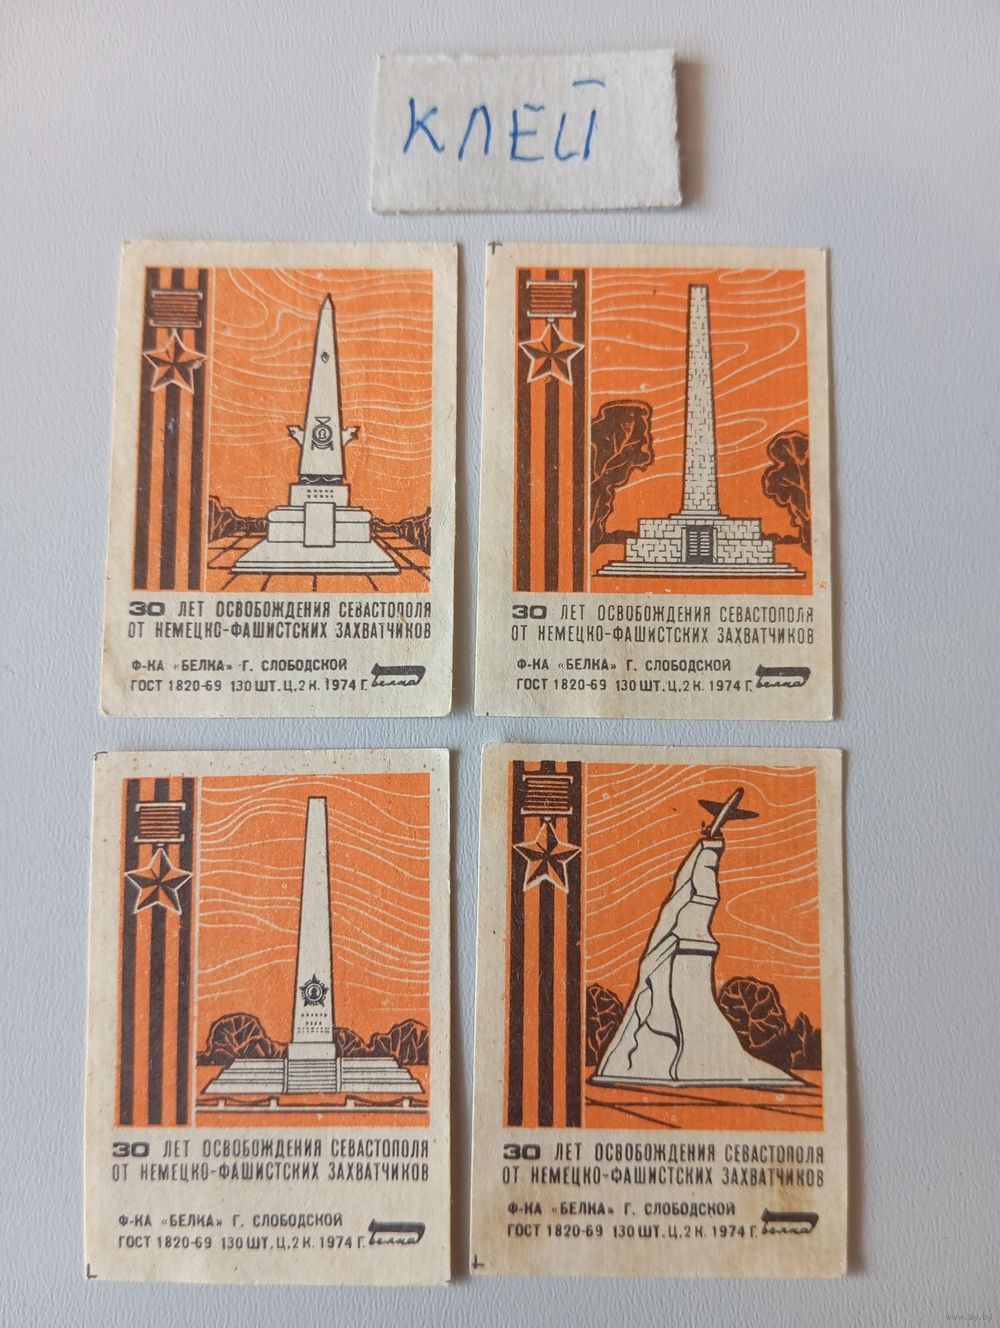 КЛЕЙ
30 ЛЕТ ОСВОБОЖДЕНИЯ СЕВАСТОПОЛЯ
ОТ НЕМЕЦКО-ФАШИСТСКИХ ЗАХВАТЧИКОВ
Ф-КА «БЕЛКА» Г. СЛОБОДСКОЙ
ГОСТ 1820-69 130 ШТ. Ц. 2 К. 1974 Г. белка
30 ЛЕТ ОСВОБОЖДЕНИЯ СЕВАСТОПОЛЯ
ОТ НЕМЕЦКО-ФАШИСТСКИХ ЗАХВАТЧИКОВ
Ф-КА «БЕЛКА» Г. СЛОБОДСКОЙ
ГОСТ 1820-69 130 ШТ. Ц. 2 К. 1974 Г. белка
30 ЛЕТ ОСВОБОЖДЕНИЯ СЕВАСТОПОЛЯ
ОТ НЕМЕЦКО-ФАШИСТСКИХ ЗАХВАТЧИКОВ
Ф-КА «БЕЛКА» Г. СЛОБОДСКОЙ
ГОСТ 1820-69 130 ШТ. Ц. 2 К. 1974 Г. белка
30 ЛЕТ ОСВОБОЖДЕНИЯ СЕВАСТОПОЛЯ
ОТ НЕМЕЦКО-ФАШИСТСКИХ ЗАХВАТЧИКОВ
Ф-КА «БЕЛКА» Г. СЛОБОДСКОЙ
ГОСТ 1820-69 130 ШТ. Ц. 2 К. 1974 Г. белка
www.ay.by